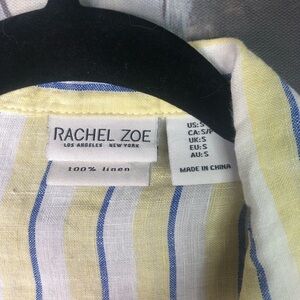 RACHEL ZOE
LOS ANGELES NEW YORK
100% linen
US:S
CA:S/P
UK:S
EU:S
AU:S
MADE IN CHINA